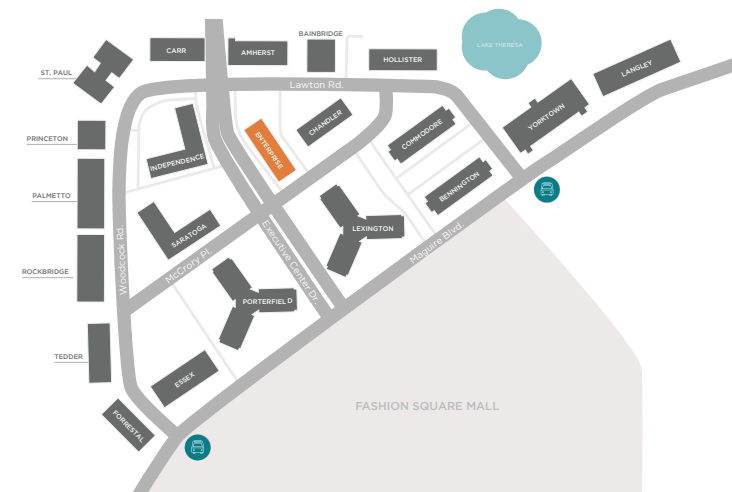 BAINBRIDGE
CARR
AMHERST
HOLLISTER
LAKE THERESA
LANGLEY
ST. PAUL
Lawton Rd.
YORKTOWN
CHANDLER
COMMODORE
PRINCETON
ENTERPRISE
INDEPENDENCE
PALMETTO
BENNINGTON
SARATOGA
LEXINGTON
Woodcock Rd.
McCrory Pl
Executive Center Dr.
Maguire Blvd.
ROCKBRIDGE
PORTERFIELD
TEDDER
ESSEX
FORRESTAL
FASHION SQUARE MALL